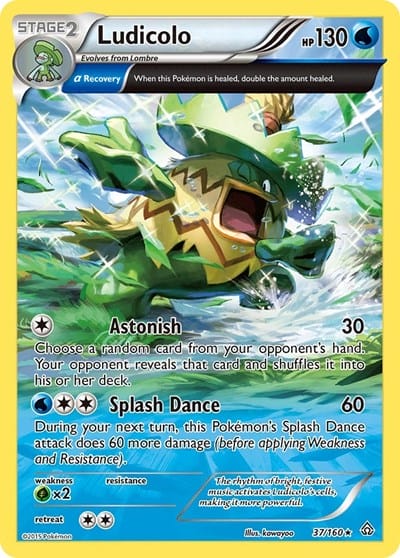 STAGE2 Ludicolo HP130
Evolves from Lombre
α Recovery When this Pokémon is healed, double the amount healed.
Astonish 30
Choose a random card from your opponent's hand.
Your opponent reveals that card and shuffles it into
his or her deck.
Splash Dance 60
During your next turn, this Pokémon's Splash Dance
attack does 60 more damage (before applying Weakness
and Resistance).
weakness resistance
×2
The rhythm of bright, festive
music activates Ludicolo's cells,
making it more powerful.
retreat
©2015 Pokémon Illus. kawayoo 37/160